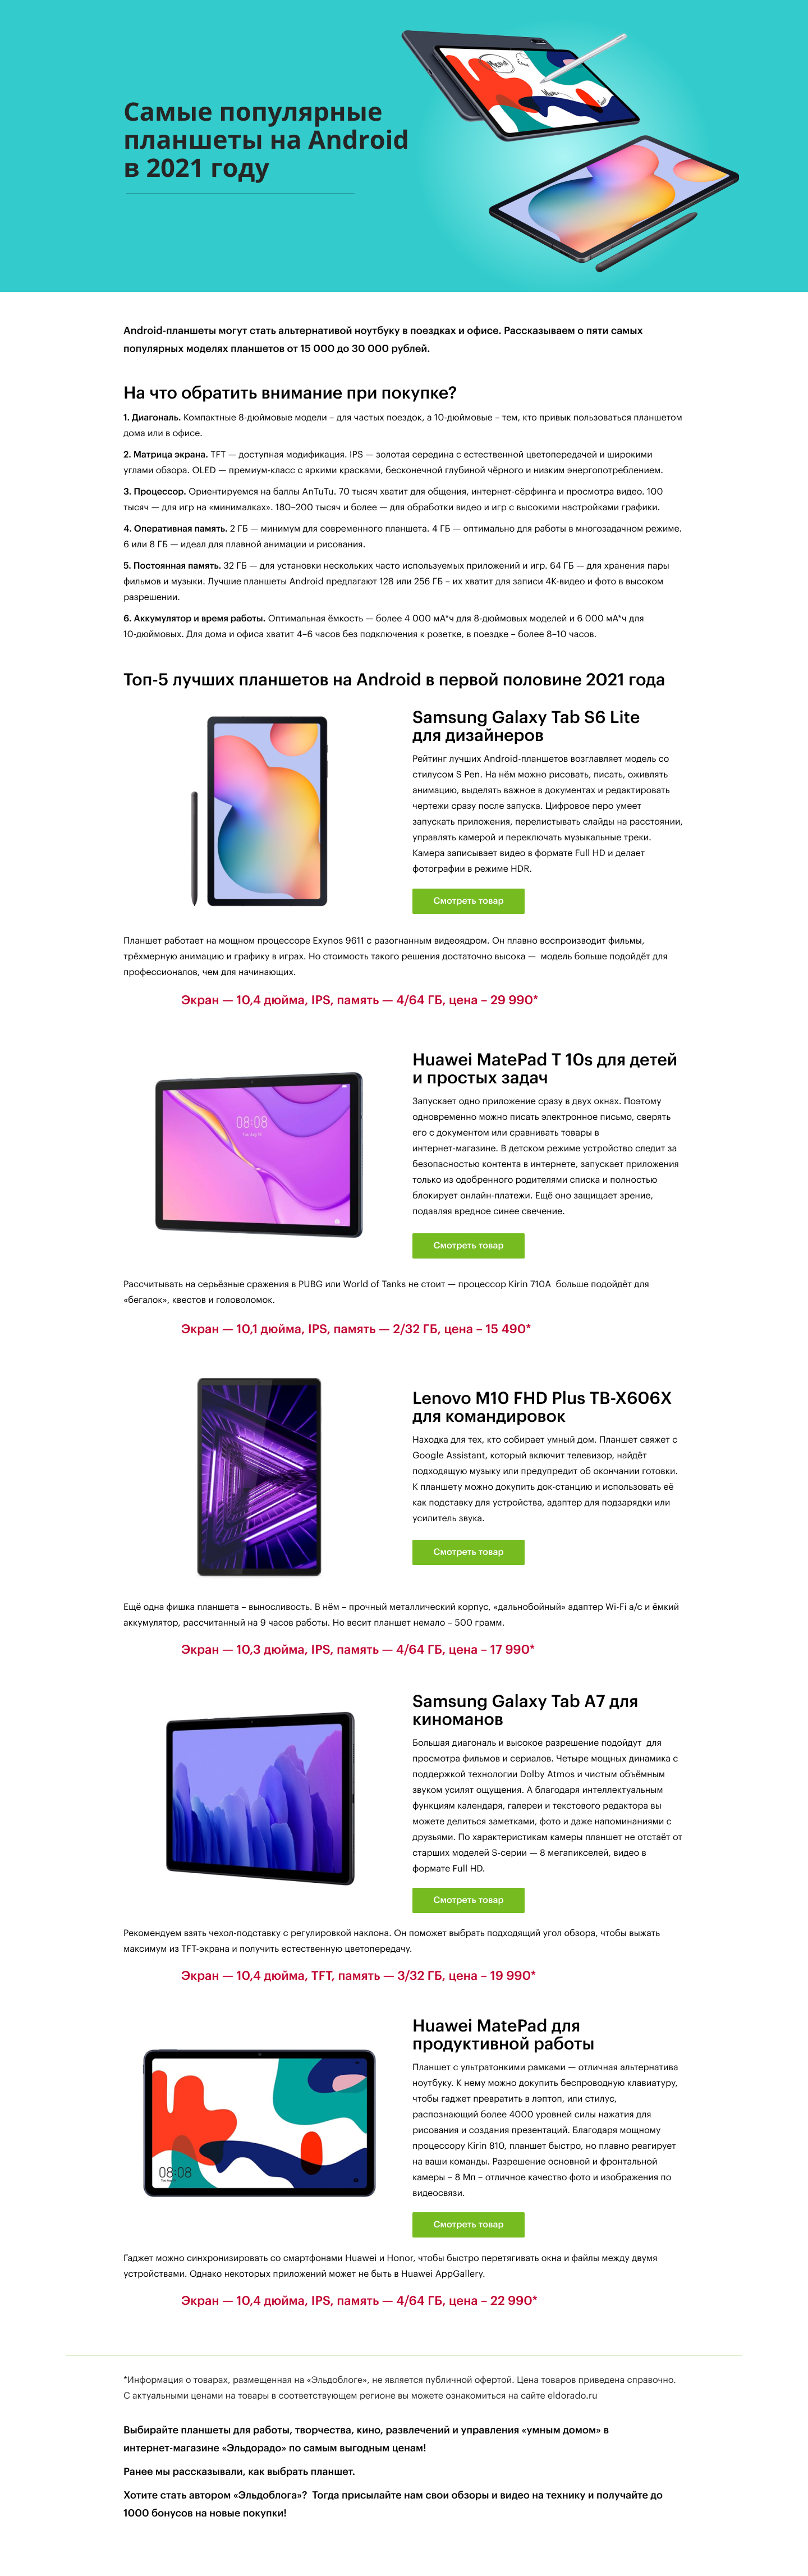 Самые популярные
планшеты на Android
в 2021 году
Android-планшеты могут стать альтернативой ноутбуку в поездках и офисе. Рассказываем о пяти самых
популярных моделях планшетов от 15 000 до 30 000 рублей.
На что обратить внимание при покупке?
1. Диагональ. Компактные 8-дюймовые модели – для частых поездок, а 10-дюймовые – тем, кто привык пользоваться планшетом
дома или в офисе.
2. Матрица экрана. TFT — доступная модификация. IPS — золотая середина с естественной цветопередачей и широкими
углами обзора. OLED — премиум-класс с яркими красками, бесконечной глубиной чёрного и низким энергопотреблением.
3. Процессор. Ориентируемся на баллы AnTuTu. 70 тысяч хватит для общения, интернет-сёрфинга и просмотра видео. 100
тысяч — для игр на «минималках». 180–200 тысяч и более — для обработки видео и игр с высокими настройками графики.
4. Оперативная память. 2 ГБ — минимум для современного планшета. 4 ГБ — оптимально для работы в многозадачном режиме.
6 или 8 ГБ — идеал для плавной анимации и рисования.
5. Постоянная память. 32 ГБ — для установки нескольких часто используемых приложений и игр. 64 ГБ — для хранения пары
фильмов и музыки. Лучшие планшеты Android предлагают 128 или 256 ГБ – их хватит для записи 4K-видео и фото в высоком
разрешении.
6. Аккумулятор и время работы. Оптимальная ёмкость — более 4 000 мА*ч для 8-дюймовых моделей и 6 000 мА*ч для
10-дюймовых. Для дома и офиса хватит 4–6 часов без подключения к розетке, в поездке – более 8–10 часов.
Топ-5 лучших планшетов на Android в первой половине 2021 года
Samsung Galaxy Tab S6 Lite
для дизайнеров
Рейтинг лучших Android-планшетов возглавляет модель со
стилусом S Pen. На нём можно рисовать, писать, оживлять
анимацию, выделять важное в документах и редактировать
чертежи сразу после запуска. Цифровое перо умеет
запускать приложения, перелистывать слайды на расстоянии,
управлять камерой и переключать музыкальные треки.
Камера записывает видео в формате Full HD и делает
фотографии в режиме HDR.
Смотреть товар
Планшет работает на мощном процессоре Exynos 9611 с разогнанным видеоядром. Он плавно воспроизводит фильмы,
трёхмерную анимацию и графику в играх. Но стоимость такого решения достаточно высока — модель больше подойдёт для
профессионалов, чем для начинающих.
Экран — 10,4 дюйма, IPS, память — 4/64 ГБ, цена – 29 990*
Huawei MatePad T 10s для детей
и простых задач
Запускает одно приложение сразу в двух окнах. Поэтому
одновременно можно писать электронное письмо, сверять
его с документом или сравнивать товары в
интернет-магазине. В детском режиме устройство следит за
безопасностью контента в интернете, запускает приложения
только из одобренного родителями списка и полностью
блокирует онлайн-платежи. Ещё оно защищает зрение,
подавляя вредное синее свечение.
08:08
Смотреть товар
Рассчитывать на серьёзные сражения в PUBG или World of Tanks не стоит — процессор Kirin 710A больше подойдёт для
«бегалок», квестов и головоломок.
Экран — 10,1 дюйма, IPS, память — 2/32 ГБ, цена – 15 490*
Lenovo M10 FHD Plus TB-X606X
для командировок
Находка для тех, кто собирает умный дом. Планшет свяжет с
Google Assistant, который включит телевизор, найдёт
подходящую музыку или предупредит об окончании готовки.
К планшету можно докупить док-станцию и использовать её
как подставку для устройства, адаптер для подзарядки или
усилитель звука.
Смотреть товар
Ещё одна фишка планшета – выносливость. В нём – прочный металлический корпус, «дальнобойный» адаптер Wi-Fi a/c и ёмкий
аккумулятор, рассчитанный на 9 часов работы. Но весит планшет немало – 500 грамм.
Экран — 10,3 дюйма, IPS, память — 4/64 ГБ, цена – 17 990*
Samsung Galaxy Tab A7 для
киноманов
Большая диагональ и высокое разрешение подойдут для
просмотра фильмов и сериалов. Четыре мощных динамика с
поддержкой технологии Dolby Atmos и чистым объёмным
звуком усилят ощущения. А благодаря интеллектуальным
функциям календаря, галереи и текстового редактора вы
можете делиться заметками, фото и даже напоминаниями с
друзьями. По характеристикам камеры планшет не отстаёт от
старших моделей S-серии — 8 мегапикселей, видео в
формате Full HD.
Смотреть товар
Рекомендуем взять чехол-подставку с регулировкой наклона. Он поможет выбрать подходящий угол обзора, чтобы выжать
максимум из TFT-экрана и получить естественную цветопередачу.
Экран — 10,4 дюйма, TFT, память — 3/32 ГБ, цена – 19 990*
Huawei MatePad для
продуктивной работы
Планшет с ультратонкими рамками — отличная альтернатива
ноутбуку. К нему можно докупить беспроводную клавиатуру,
чтобы гаджет превратить в лэптоп, или стилус,
распознающий более 4000 уровней силы нажатия для
рисования и создания презентаций. Благодаря мощному
процессору Kirin 810, планшет быстро, но плавно реагирует
на ваши команды. Разрешение основной и фронтальной
камеры – 8 Мп – отличное качество фото и изображения по
видеосвязи.
08:08
Смотреть товар
Гаджет можно синхронизировать со смартфонами Huawei и Honor, чтобы быстро перетягивать окна и файлы между двумя
устройствами. Однако некоторых приложений может не быть в Huawei AppGallery.
Экран — 10,4 дюйма, IPS, память — 4/64 ГБ, цена – 22 990*
*Информация о товарах, размещенная на «Эльдоблоге», не является публичной офертой. Цена товаров приведена справочно.
С актуальными ценами на товары в соответствующем регионе вы можете ознакомиться на сайте eldorado.ru
Выбирайте планшеты для работы, творчества, кино, развлечений и управления «умным домом» в
интернет-магазине «Эльдорадо» по самым выгодным ценам!
Ранее мы рассказывали, как выбрать планшет.
Хотите стать автором «Эльдоблога»? Тогда присылайте нам свои обзоры и видео на технику и получайте до
1000 бонусов на новые покупки!